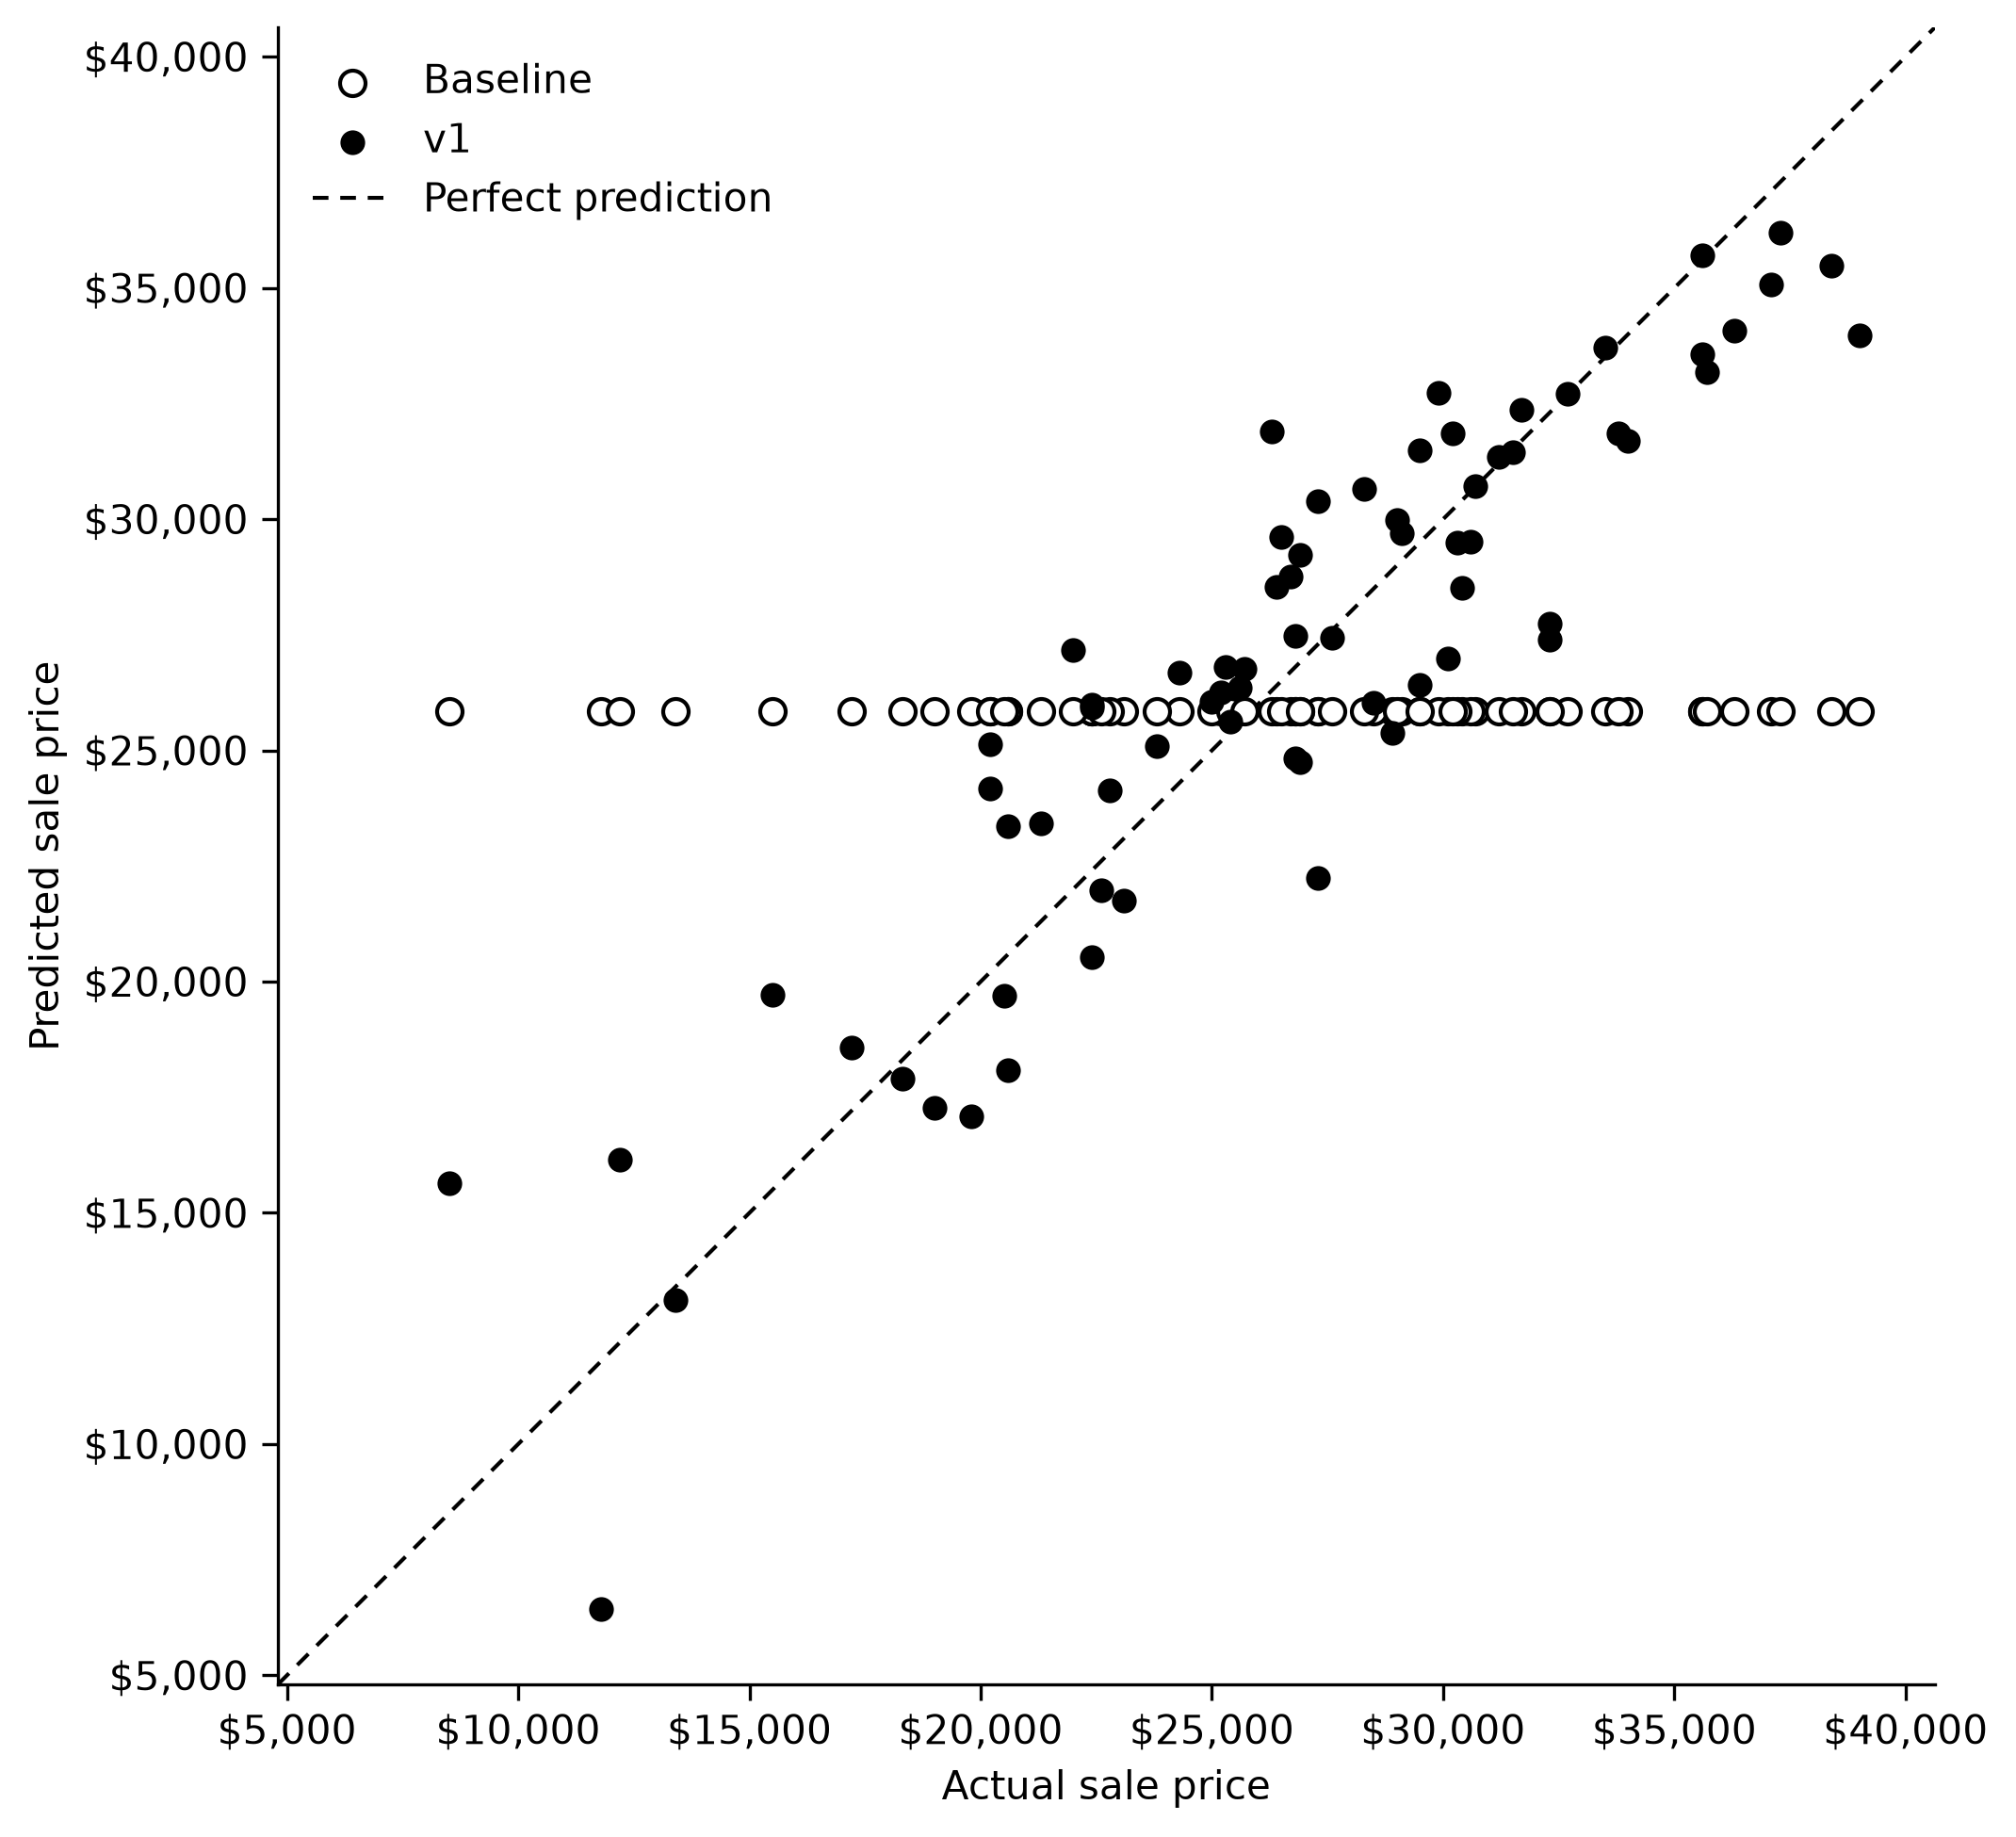 $40,000
$35,000
$30,000
$25,000
$20,000
$15,000
$10,000
$5,000
Predicted sale price
Baseline
v1
Perfect prediction
$5,000 $10,000 $15,000 $20,000 $25,000 $30,000 $35,000 $40,000
Actual sale price